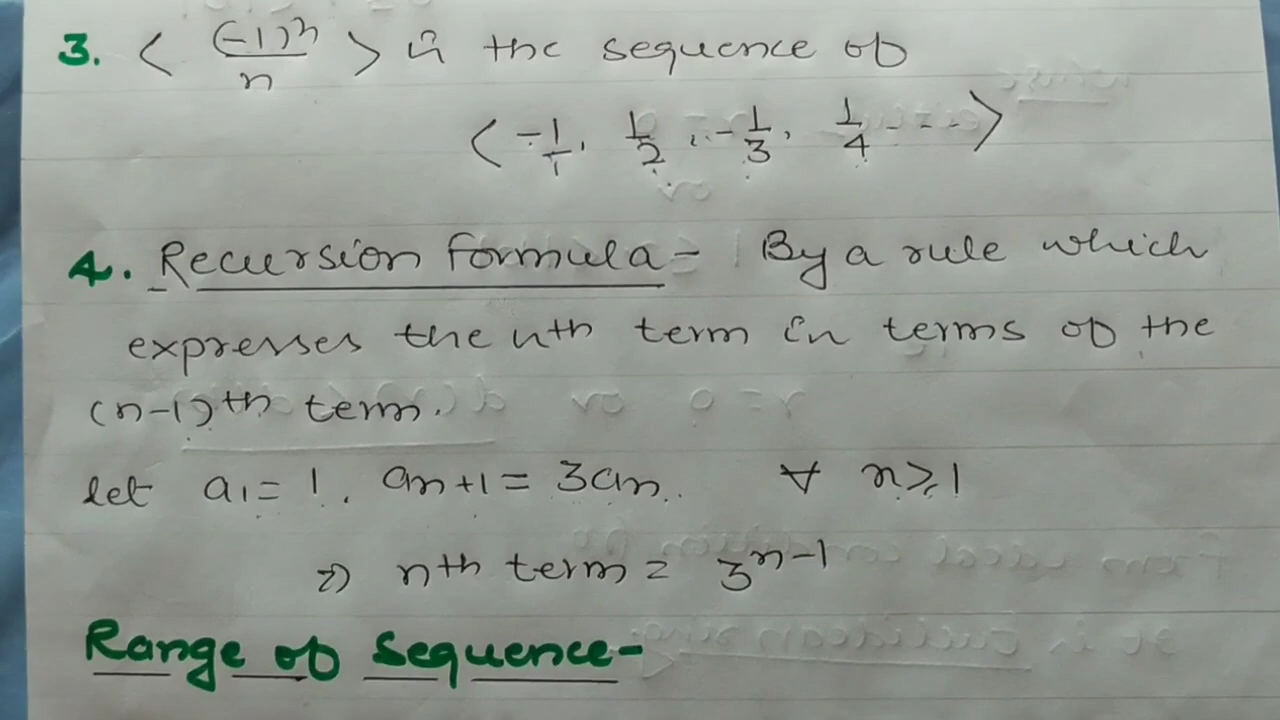 3. < (-1)^n/n > is the sequence of
< -1/1, 1/2, -1/3, 1/4 - - - >
4. Recursion formula- By a rule which
expresses the nth term in terms of the
(n-1)th term.
let a₁ = 1, aₙ₊₁ = 3aₙ. ∀ n ≥ 1
⇒ nth term = 3^(n-1)
Range of Sequence-